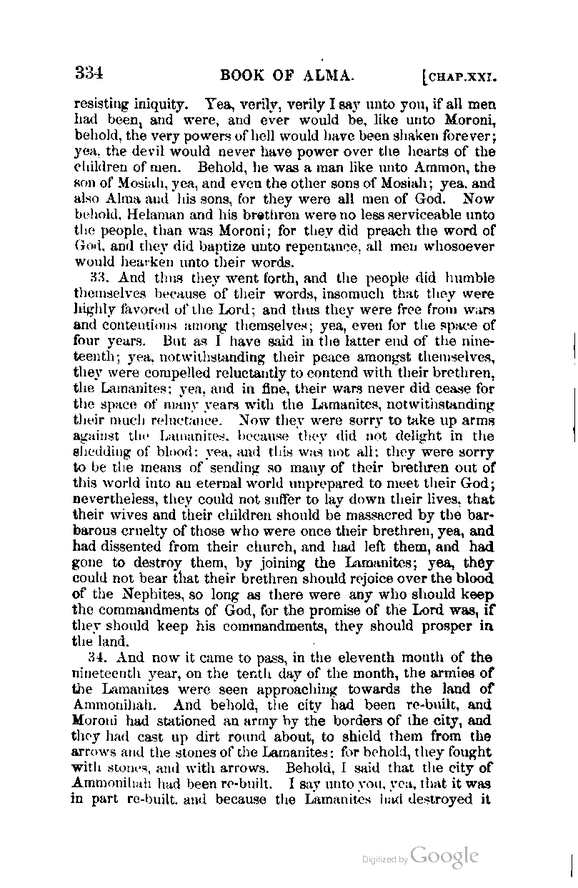 334 BOOK OF ALMA. [CHAP.XXI.
resisting iniquity. Yea, verily, verily I say unto you, if all men
had been, and were, and ever would be, like unto Moroni,
behold, the very powers of hell would have been shaken forever;
yea, the devil would never have power over the hearts of the
children of men. Behold, he was a man like unto Ammon, the
son of Mosiah, yea, and even the other sons of Mosiah; yea, and
also Alma and his sons, for they were all men of God. Now
behold, Helaman and his brethren were no less serviceable unto
the people, than was Moroni; for they did preach the word of
God, and they did baptize unto repentance, all men whosoever
would hearken unto their words.
33. And thus they went forth, and the people did humble
themselves because of their words, insomuch that they were
highly favored of the Lord; and thus they were free from wars
and contentions among themselves; yea, even for the space of
four years. But as I have said in the latter end of the nine-
teenth; yea, notwithstanding their peace amongst themselves,
they were compelled reluctantly to contend with their brethren,
the Lamanites; yea, and in fine, their wars never did cease for
the space of many years with the Lamanites, notwithstanding
their much reluctance. Now they were sorry to take up arms
against the Lamanites, because they did not delight in the
shedding of blood; yea, and this was not all; they were sorry
to be the means of sending so many of their brethren out of
this world into an eternal world unprepared to meet their God;
nevertheless, they could not suffer to lay down their lives, that
their wives and their children should be massacred by the bar-
barous cruelty of those who were once their brethren, yea, and
had dissented from their church, and had left them, and had
gone to destroy them, by joining the Lamanites; yea, they
could not bear that their brethren should rejoice over the blood
of the Nephites, so long as there were any who should keep
the commandments of God, for the promise of the Lord was, if
they should keep his commandments, they should prosper in
the land.
34. And now it came to pass, in the eleventh month of the
nineteenth year, on the tenth day of the month, the armies of
the Lamanites were seen approaching towards the land of
Ammonihah. And behold, the city had been re-built, and
Moroni had stationed an army by the borders of the city, and
they had cast up dirt round about, to shield them from the
arrows and the stones of the Lamanites; for behold, they fought
with stones, and with arrows. Behold, I said that the city of
Ammonihah had been re-built. I say unto you, yea, that it was
in part re-built, and because the Lamanites had destroyed it
Digitized by Google